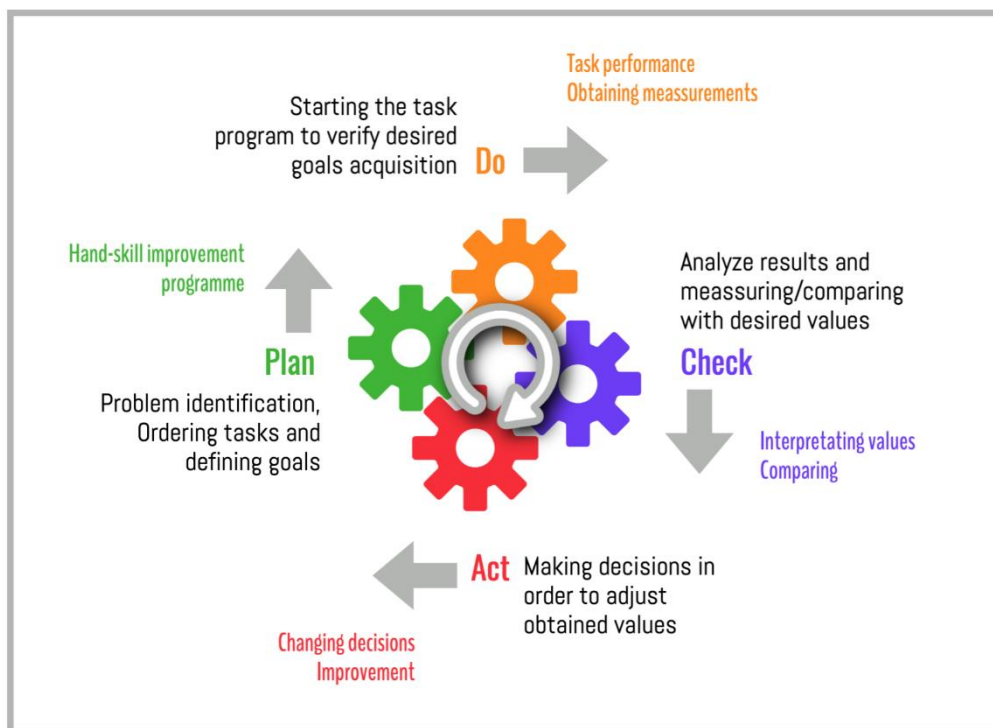 Task performance
Obtaining meassurements
Starting the task
program to verify desired
goals acquisition
Do
Hand-skill improvement
programme
Analyze results and
meassuring/comparing
with desired values
Plan
Check
Problem identification,
Ordering tasks and
defining goals
Interpretating values
Comparing
Act
Making decisions in
order to adjust
obtained values
Changing decisions
Improvement